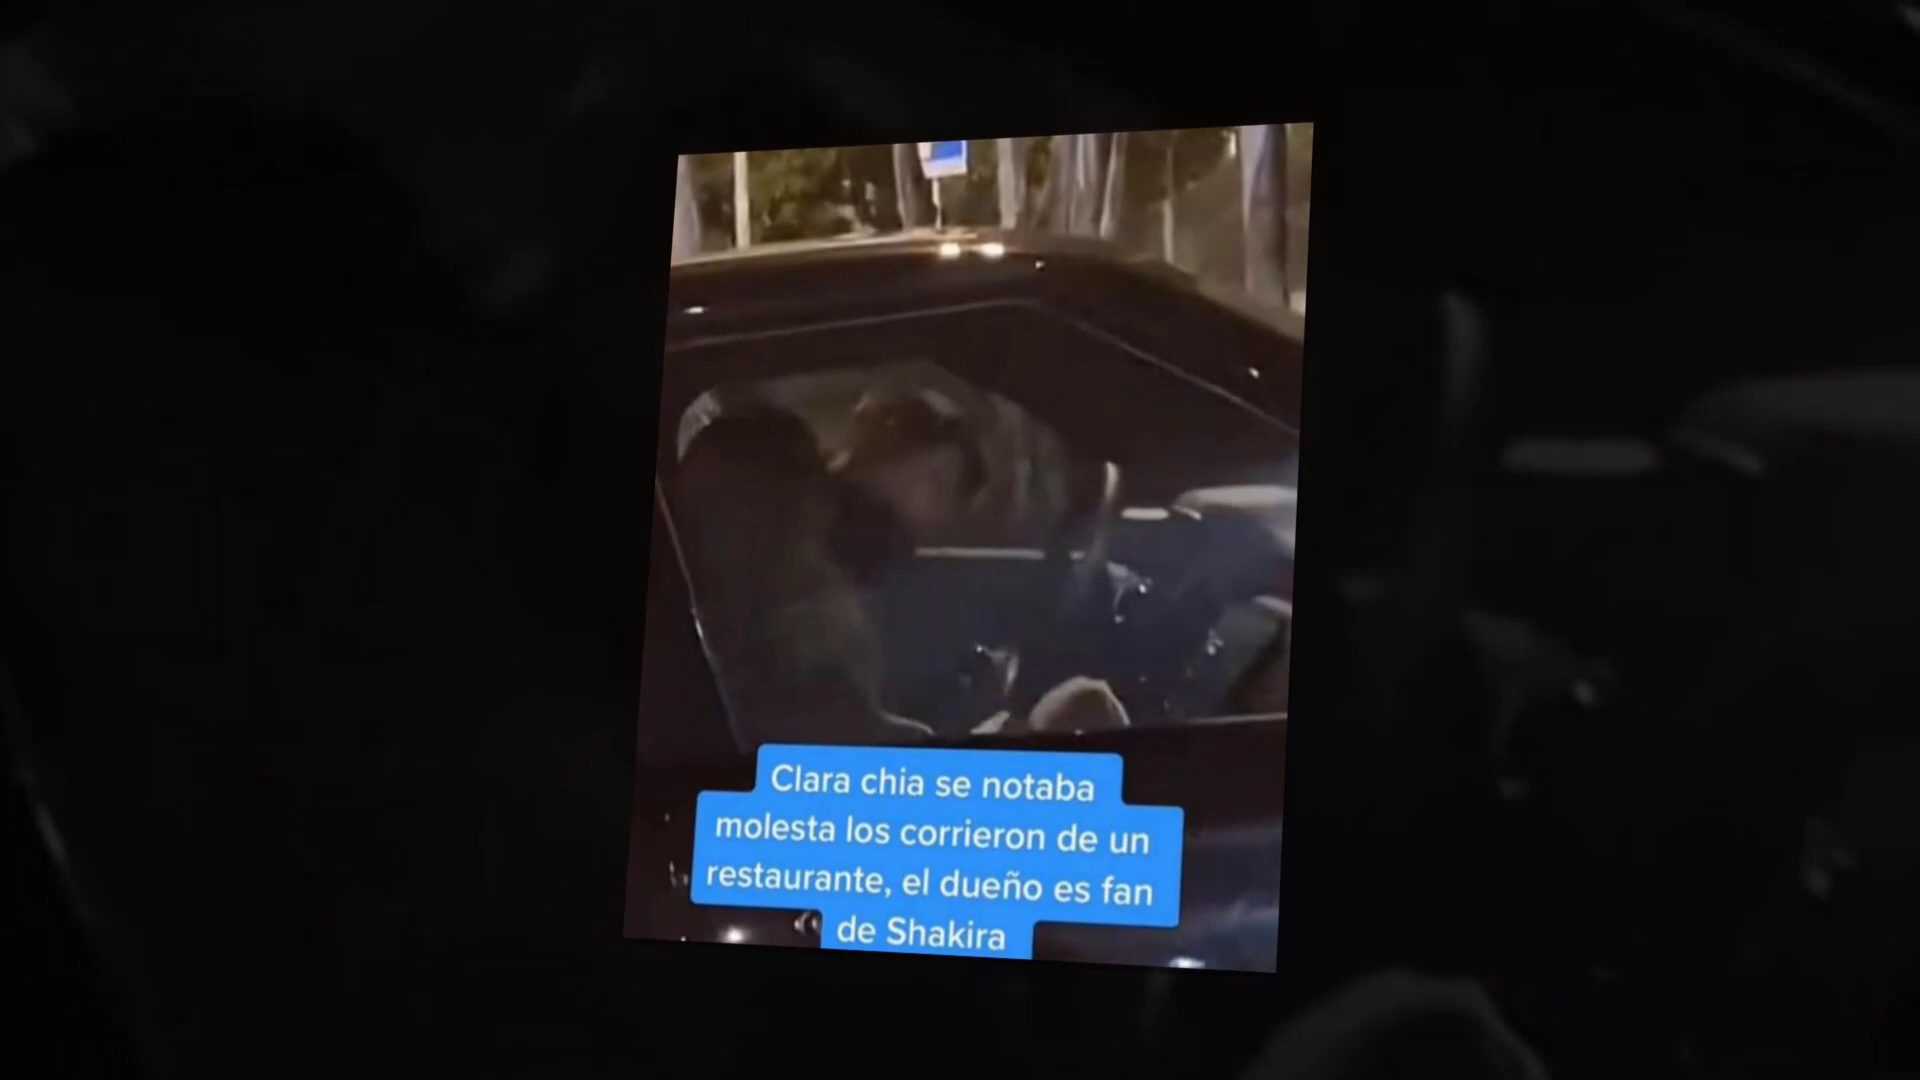 Clara chia se notaba
molesta los corrieron de un
restaurante, el dueño es fan
de Shakira